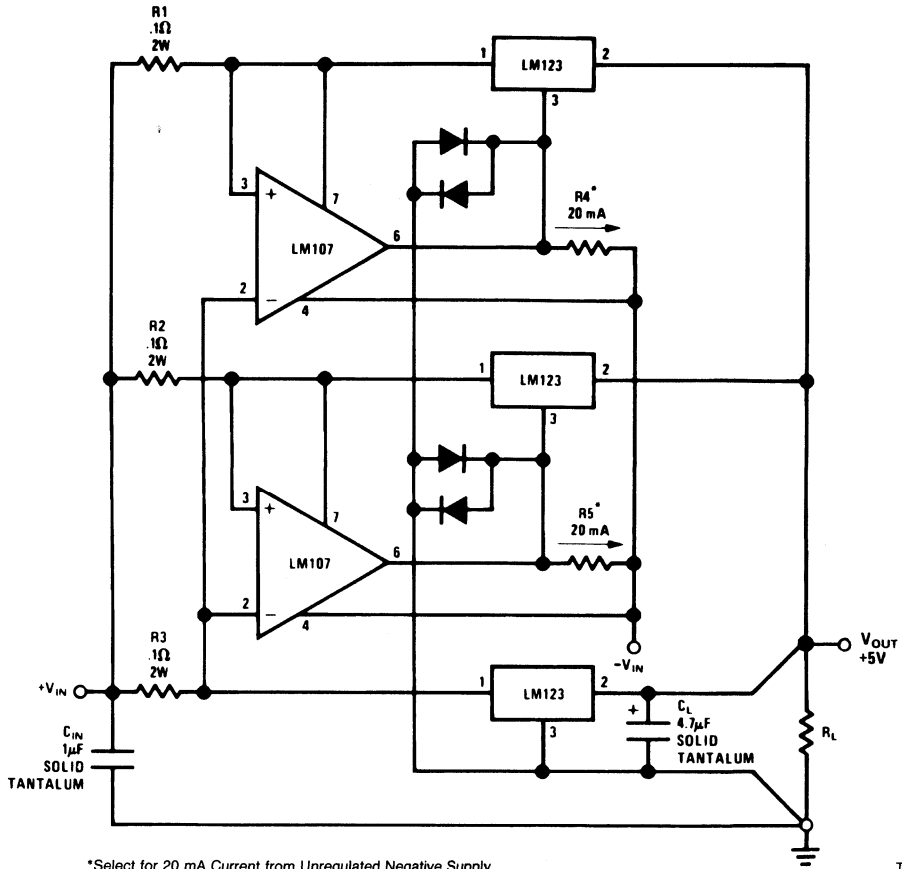 R1
.1Ω
2W
1
LM123
2
3
3
+
7
R4*
20 mA
LM107
6
2
−
4
R2
.1Ω
2W
1
LM123
2
3
3
+
7
R5*
20 mA
LM107
6
2
−
4
R3
.1Ω
2W
−VIN
VOUT
+5V
+VIN
1
LM123
2
3
+
CL
4.7μF
SOLID
TANTALUM
RL
CIN
1μF
SOLID
TANTALUM
*Select for 20 mA Current from Unregulated Negative Supply